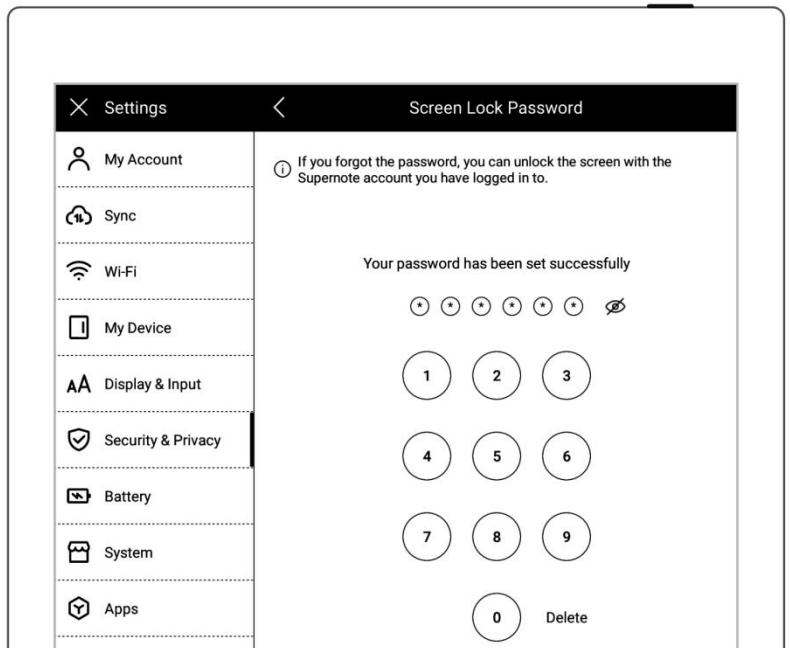 Settings
Screen Lock Password
My Account
Sync
Wi-Fi
My Device
Display & Input
Security & Privacy
Battery
System
Apps
If you forgot the password, you can unlock the screen with the
Supernote account you have logged in to.
Your password has been set successfully
* * * * * *
1 2 3
4 5 6
7 8 9
0 Delete